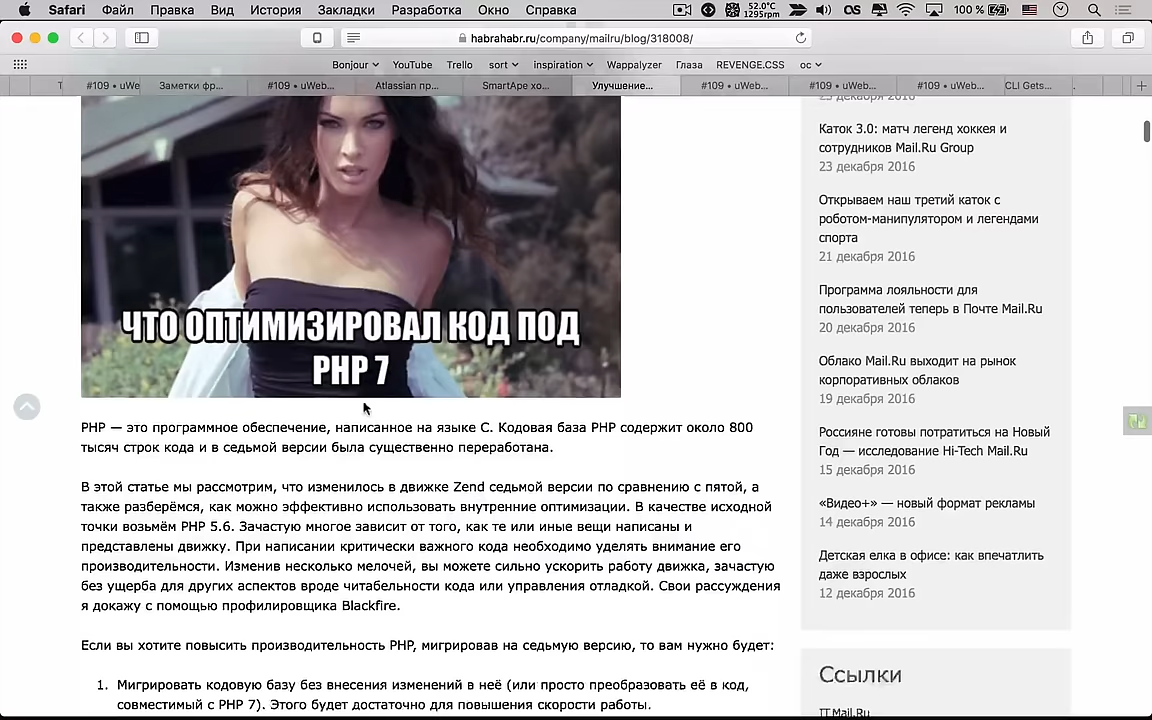 Safari Файл Правка Вид История Закладки Разработка Окно Справка 52.0°C 1295rpm 100 %
habrahabr.ru/company/mailru/blog/318008/
Bonjour YouTube Trello sort inspiration Wappalyzer Глаза REVENGE.CSS ос
#109 • uWe Заметки фр... #109 • uWeb... Atlassian пр... SmartApe хо... Улучшение... #109 • uWeb... #109 • uWeb... #109 • uWeb... CLI Gets...
ЧТО ОПТИМИЗИРОВАЛ КОД ПОД
PHP 7
PHP — это программное обеспечение, написанное на языке C. Кодовая база PHP содержит около 800
тысяч строк кода и в седьмой версии была существенно переработана.
В этой статье мы рассмотрим, что изменилось в движке Zend седьмой версии по сравнению с пятой, а
также разберёмся, как можно эффективно использовать внутренние оптимизации. В качестве исходной
точки возьмём PHP 5.6. Зачастую многое зависит от того, как те или иные вещи написаны и
представлены движку. При написании критически важного кода необходимо уделять внимание его
производительности. Изменив несколько мелочей, вы можете сильно ускорить работу движка, зачастую
без ущерба для других аспектов вроде читабельности кода или управления отладкой. Свои рассуждения
я докажу с помощью профилировщика Blackfire.
Если вы хотите повысить производительность PHP, мигрировав на седьмую версию, то вам нужно будет:
1. Мигрировать кодовую базу без внесения изменений в неё (или просто преобразовать её в код,
совместимый с PHP 7). Этого будет достаточно для повышения скорости работы.
23 декабря 2016
Каток 3.0: матч легенд хоккея и
сотрудников Mail.Ru Group
23 декабря 2016
Открываем наш третий каток с
роботом-манипулятором и легендами
спорта
21 декабря 2016
Программа лояльности для
пользователей теперь в Почте Mail.Ru
20 декабря 2016
Облако Mail.Ru выходит на рынок
корпоративных облаков
19 декабря 2016
Россияне готовы потратиться на Новый
Год — исследование Hi-Tech Mail.Ru
15 декабря 2016
«Видео+» — новый формат рекламы
14 декабря 2016
Детская елка в офисе: как впечатлить
даже взрослых
12 декабря 2016
Ссылки
Mail.Ru